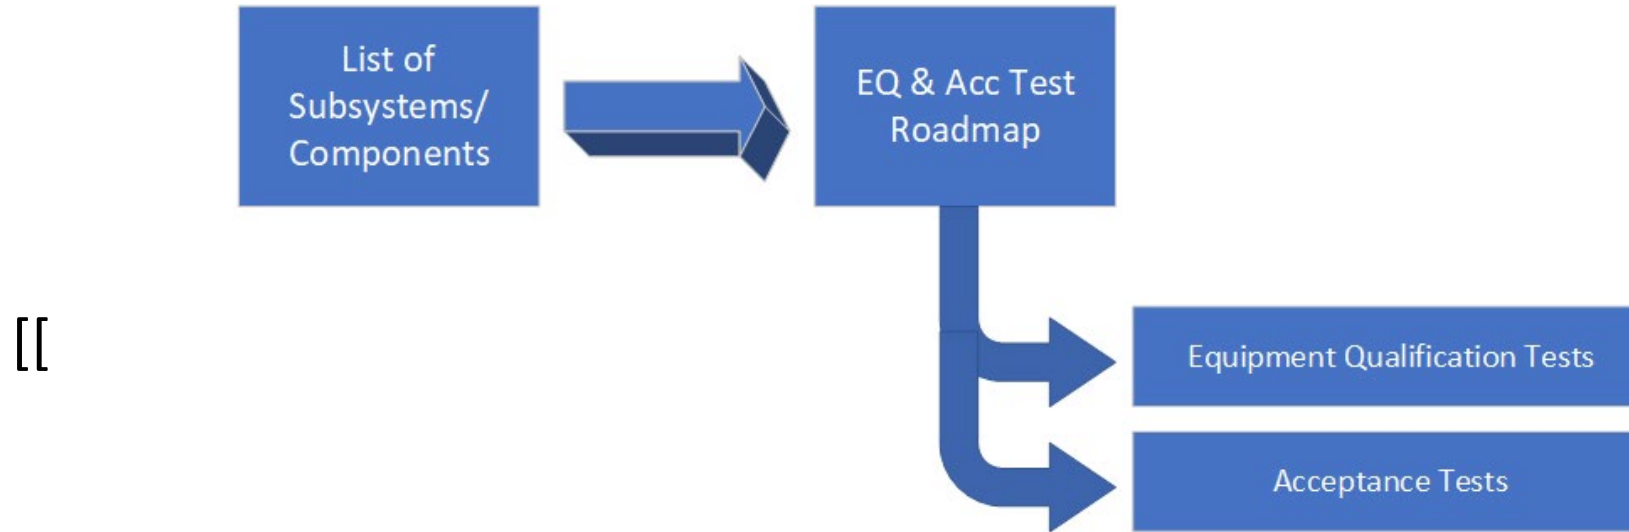 List of
Subsystems/
Components
EQ & Acc Test
Roadmap
[[
Equipment Qualification Tests
Acceptance Tests